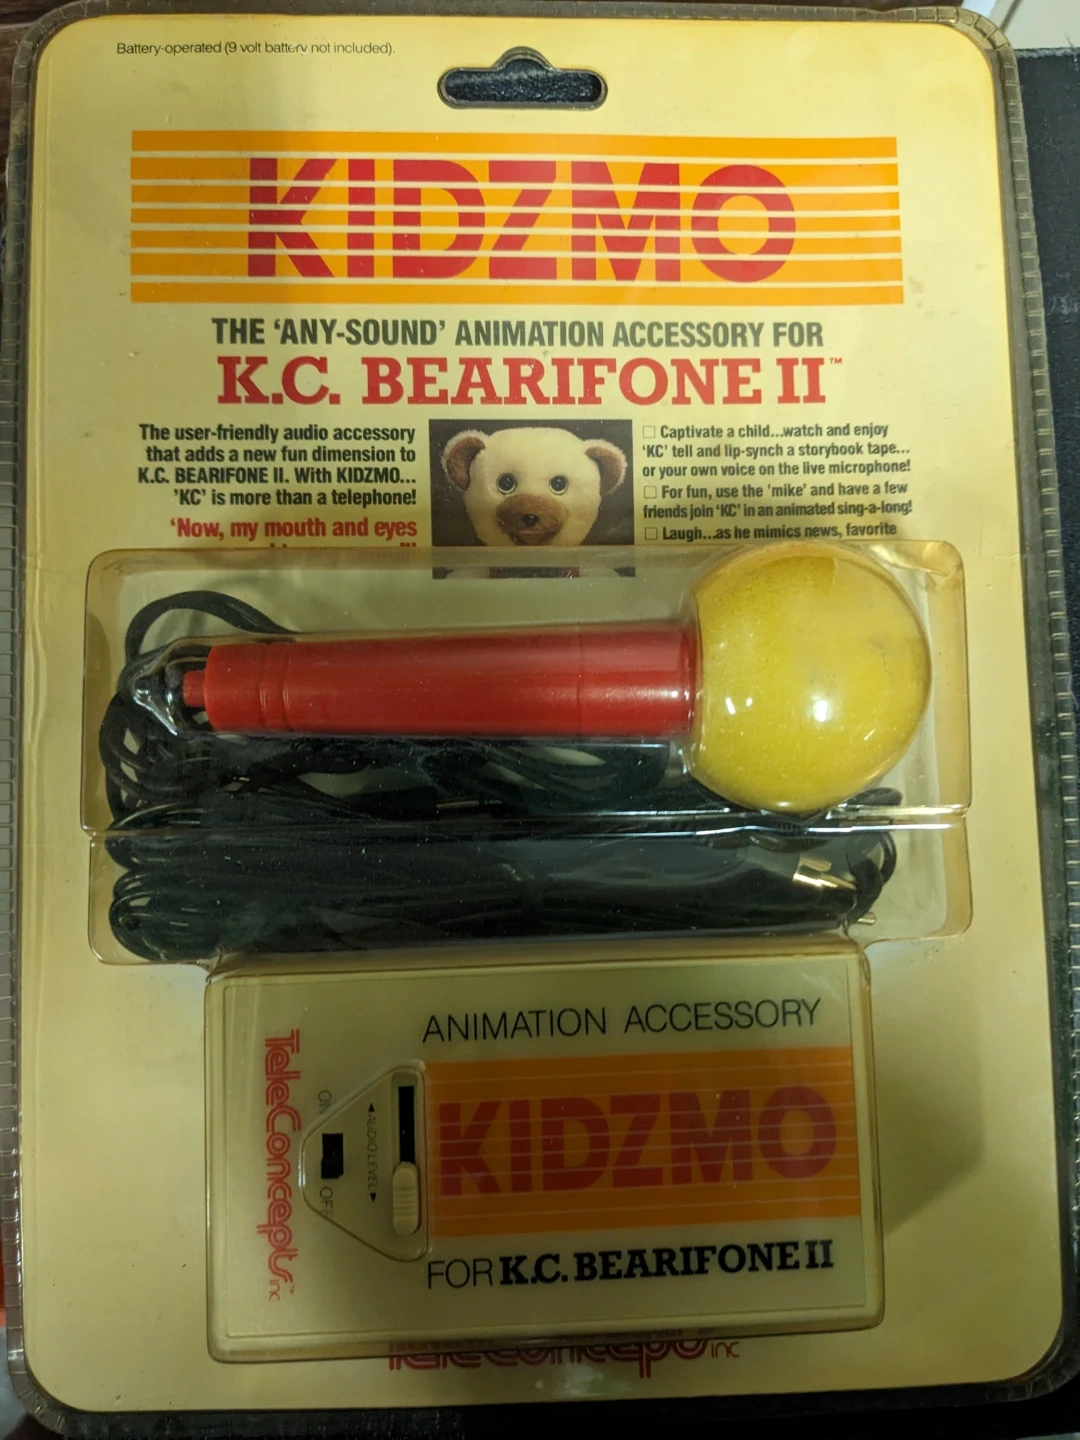 Battery-operated (9 volt battery not included).
KIDZMO
THE 'ANY-SOUND' ANIMATION ACCESSORY FOR
K.C. BEARIFONE II™
The user-friendly audio accessory
that adds a new fun dimension to
K.C. BEARIFONE II. With KIDZMO...
'KC' is more than a telephone!
'Now, my mouth and eyes
□ Captivate a child...watch and enjoy
'KC' tell and lip-synch a storybook tape...
or your own voice on the live microphone!
□ For fun, use the 'mike' and have a few
friends join 'KC' in an animated sing-a-long!
□ Laugh...as he mimics news, favorite
ANIMATION ACCESSORY
KIDZMO
FOR K.C. BEARIFONE II
TeleConcepts inc
ON
OFF
◄AUDIO LEVEL►
TeleConcepts inc